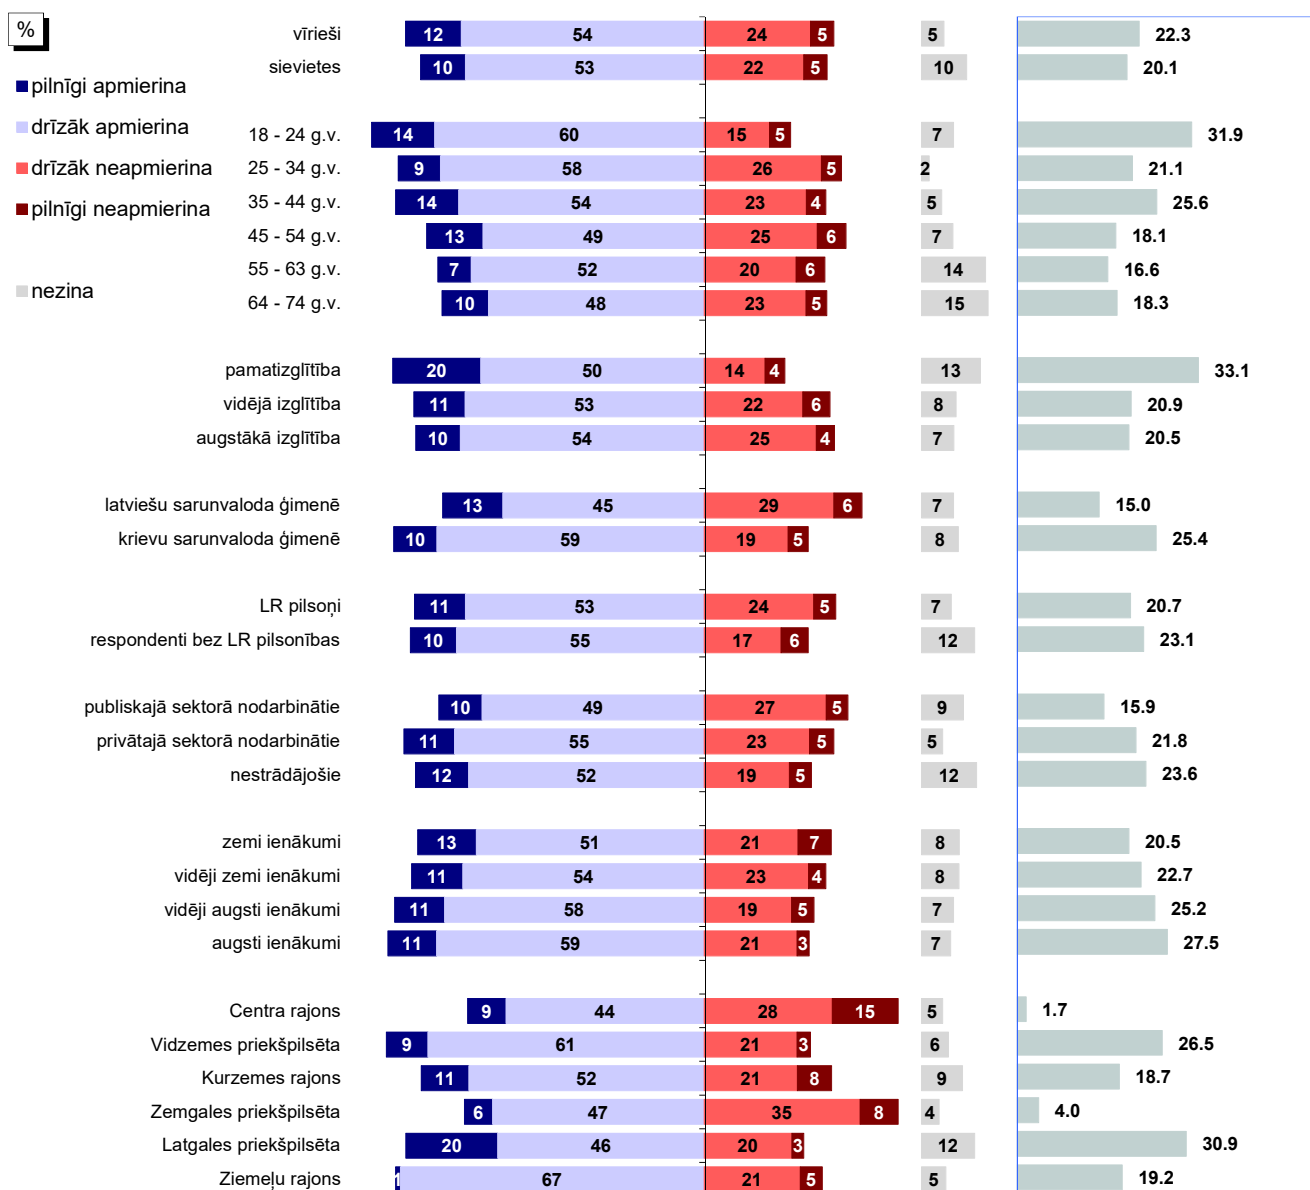 %
pilnīgi apmierina
drīzāk apmierina
drīzāk neapmierina
pilnīgi neapmierina
nezina
vīrieši 12 54 24 5 5 22.3
sievietes 10 53 22 5 10 20.1
18 - 24 g.v. 14 60 15 5 7 31.9
25 - 34 g.v. 9 58 26 5 2 21.1
35 - 44 g.v. 14 54 23 4 5 25.6
45 - 54 g.v. 13 49 25 6 7 18.1
55 - 63 g.v. 7 52 20 6 14 16.6
64 - 74 g.v. 10 48 23 5 15 18.3
pamatizglītība 20 50 14 4 13 33.1
vidējā izglītība 11 53 22 6 8 20.9
augstākā izglītība 10 54 25 4 7 20.5
latviešu sarunvaloda ģimenē 13 45 29 6 7 15.0
krievu sarunvaloda ģimenē 10 59 19 5 8 25.4
LR pilsoņi 11 53 24 5 7 20.7
respondenti bez LR pilsonības 10 55 17 6 12 23.1
publiskajā sektorā nodarbinātie 10 49 27 5 9 15.9
privātajā sektorā nodarbinātie 11 55 23 5 5 21.8
nestrādājošie 12 52 19 5 12 23.6
zemi ienākumi 13 51 21 7 8 20.5
vidēji zemi ienākumi 11 54 23 4 8 22.7
vidēji augsti ienākumi 11 58 19 5 7 25.2
augsti ienākumi 11 59 21 3 7 27.5
Centra rajons 9 44 28 15 5 1.7
Vidzemes priekšpilsēta 9 61 21 3 6 26.5
Kurzemes rajons 11 52 21 8 9 18.7
Zemgales priekšpilsēta 6 47 35 8 4 4.0
Latgales priekšpilsēta 20 46 20 3 12 30.9
Ziemeļu rajons 1 67 21 5 5 19.2